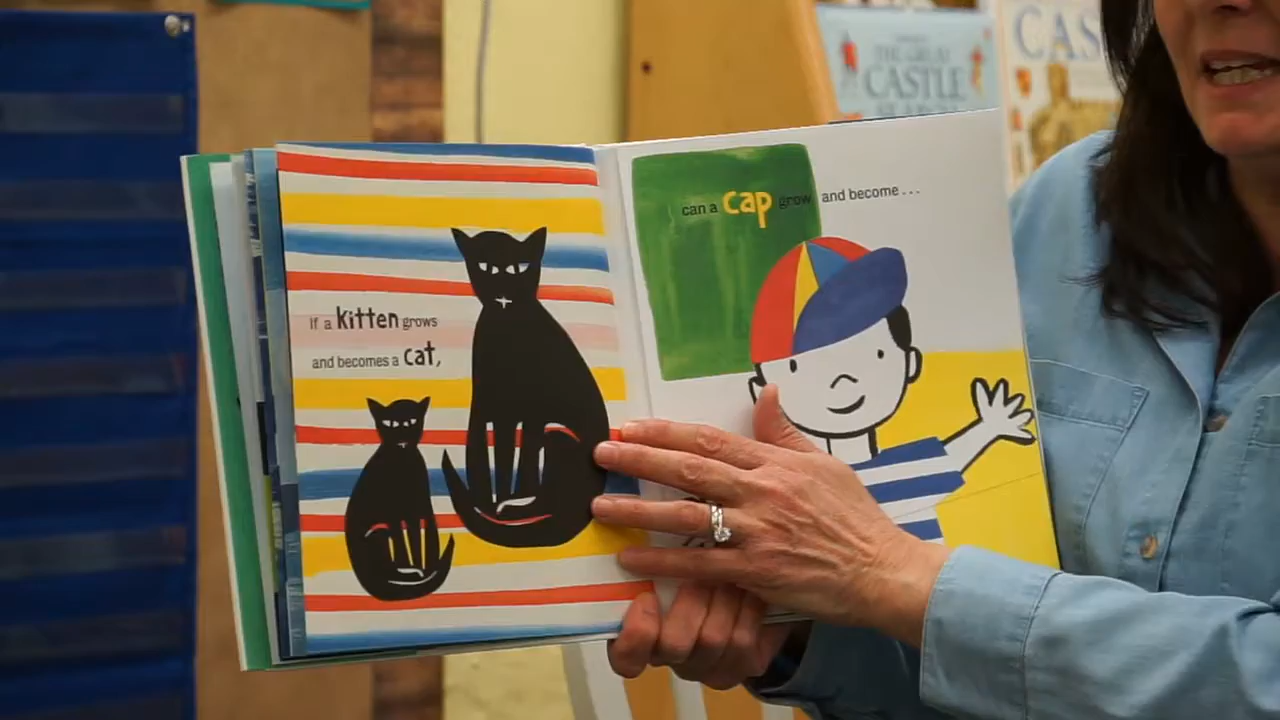 THE GREAT
CASTLE
CAS
If a kitten grows
and becomes a cat,
can a cap grow and become ...